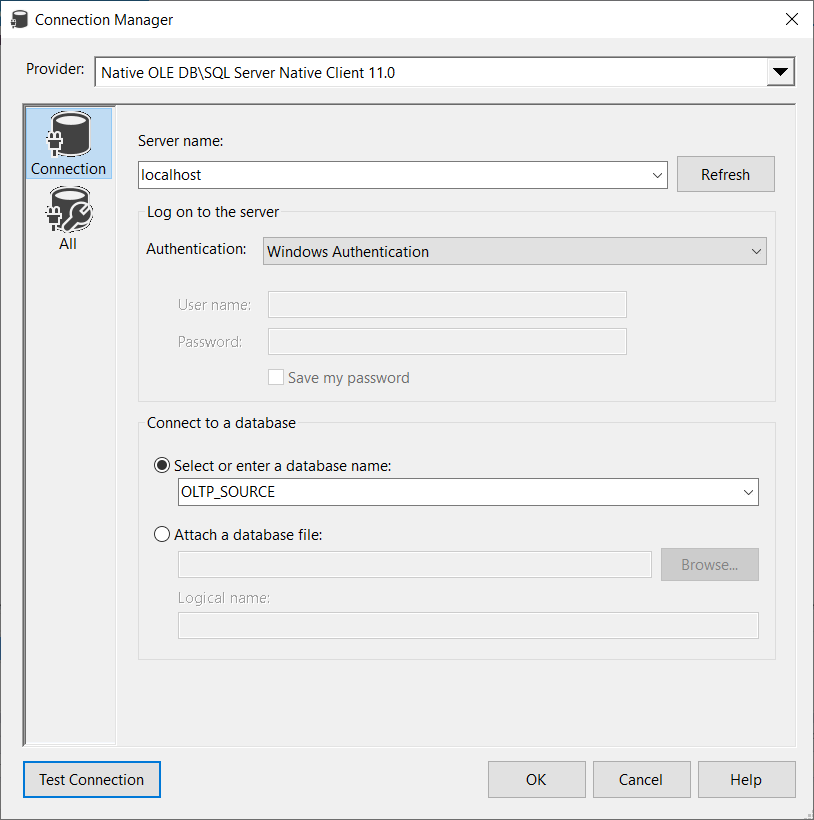 Connection Manager
Provider: Native OLE DB\SQL Server Native Client 11.0
Connection
All
Server name:
localhost
Refresh
Log on to the server
Authentication: Windows Authentication
User name:
Password:
Save my password
Connect to a database
Select or enter a database name:
OLTP_SOURCE
Attach a database file:
Browse...
Logical name:
Test Connection OK Cancel Help